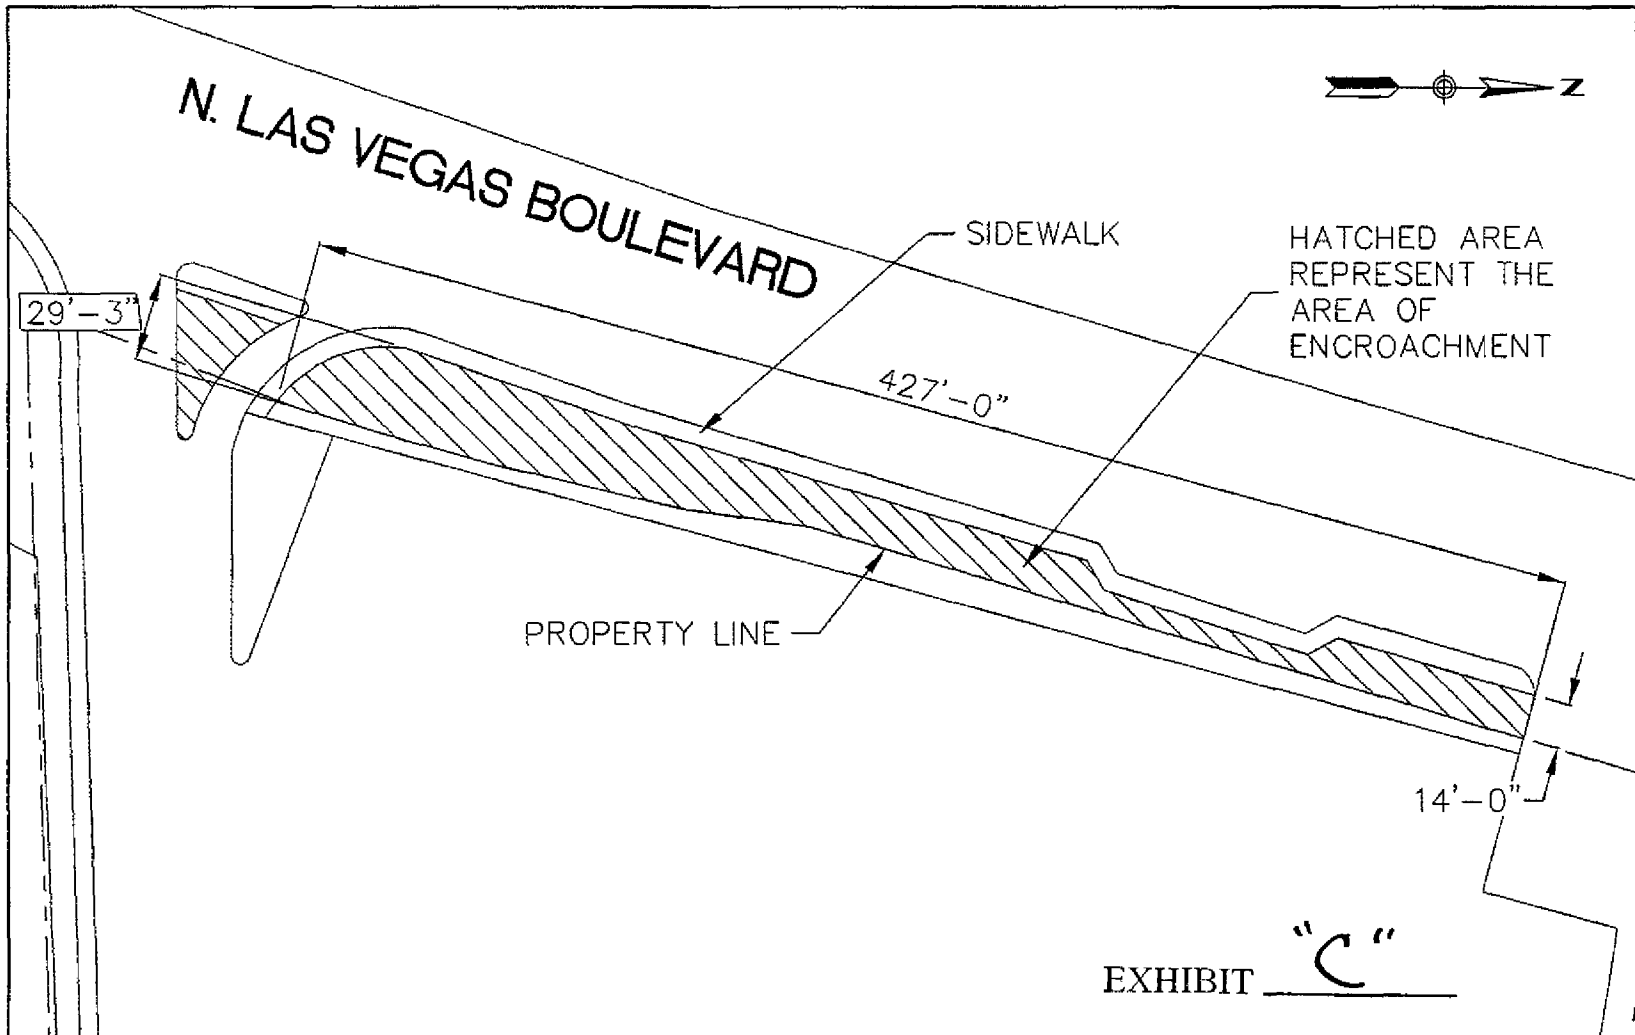 N. LAS VEGAS BOULEVARD
N
SIDEWALK
HATCHED AREA
REPRESENT THE
AREA OF
ENCROACHMENT
29'-3"
427'-0"
PROPERTY LINE
14'-0"
EXHIBIT "C"